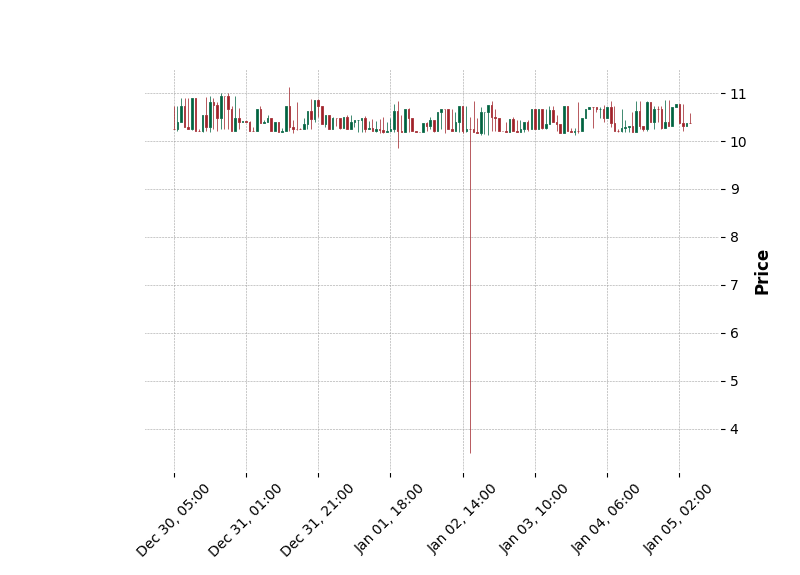 11
10
9
8
7
6
5
4
Price
Dec 30, 05:00
Dec 31, 01:00
Dec 31, 21:00
Jan 01, 18:00
Jan 02, 14:00
Jan 03, 10:00
Jan 04, 06:00
Jan 05, 02:00